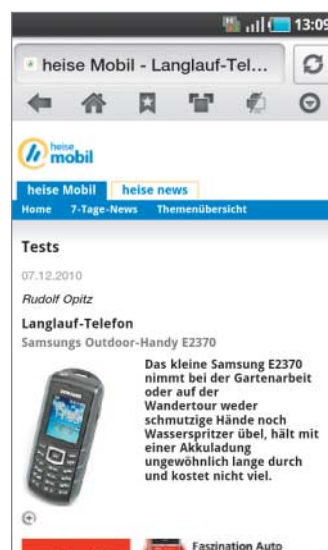 H 13:09
heise Mobil - Langlauf-Tel...
heise
mobil
heise Mobil heise news
Home 7-Tage-News Themenübersicht
Tests
07.12.2010
Rudolf Opitz
Langlauf-Telefon
Samsungs Outdoor-Handy E2370
Das kleine Samsung E2370
nimmt bei der Gartenarbeit
oder auf der
Wandertour weder
schmutzige Hände noch
Wasserspritzer übel, hält mit
einer Akkuladung
ungewöhnlich lange durch
und kostet nicht viel.
Faszination Auto